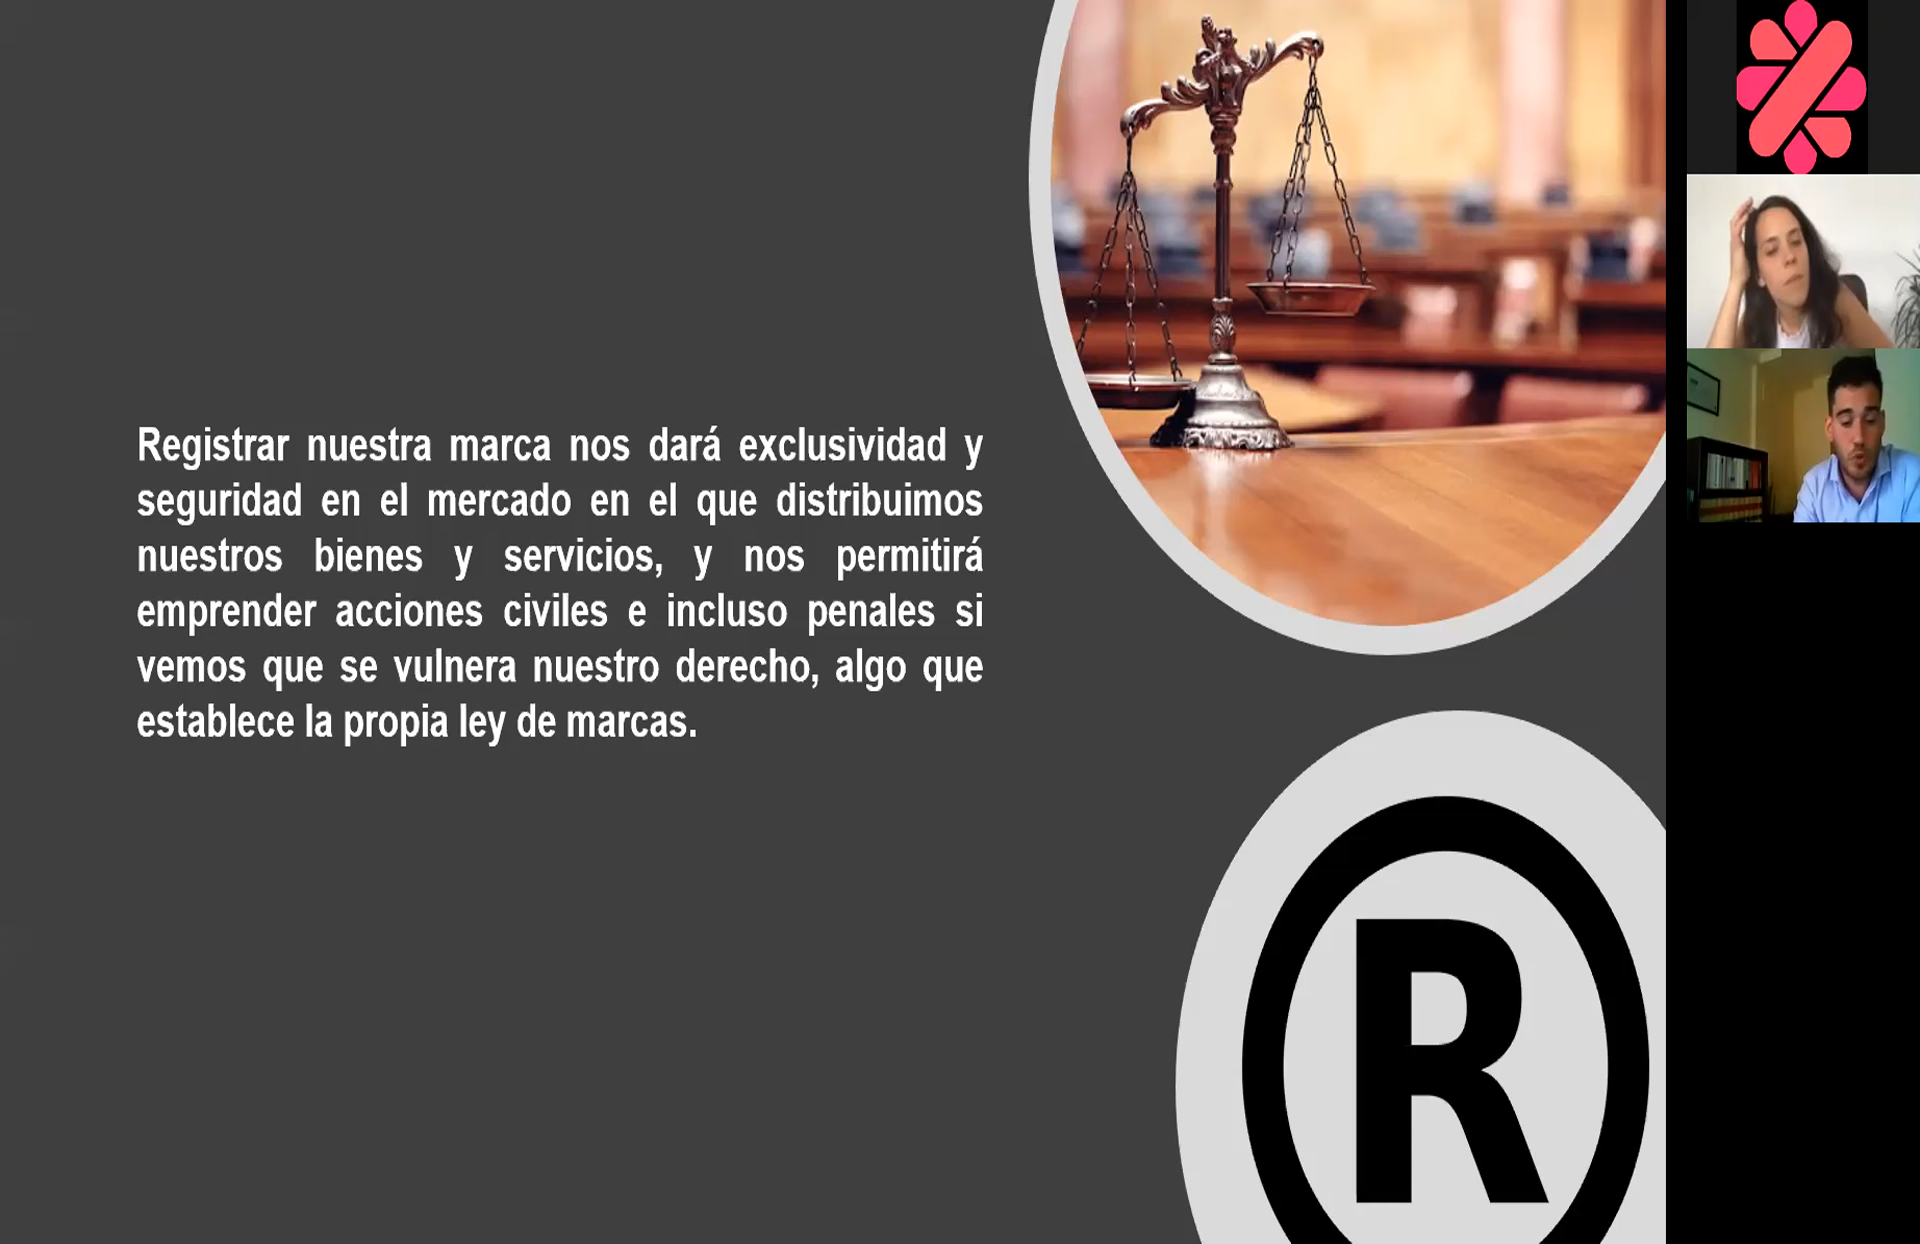 Registrar nuestra marca nos dará exclusividad y
seguridad en el mercado en el que distribuimos
nuestros bienes y servicios, y nos permitirá
emprender acciones civiles e incluso penales si
vemos que se vulnera nuestro derecho, algo que
establece la propia ley de marcas.
R